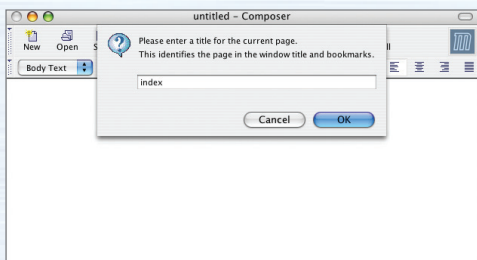 untitled – Composer
Please enter a title for the current page.
This identifies the page in the window title and bookmarks.
New Open
Body Text
index
Cancel OK